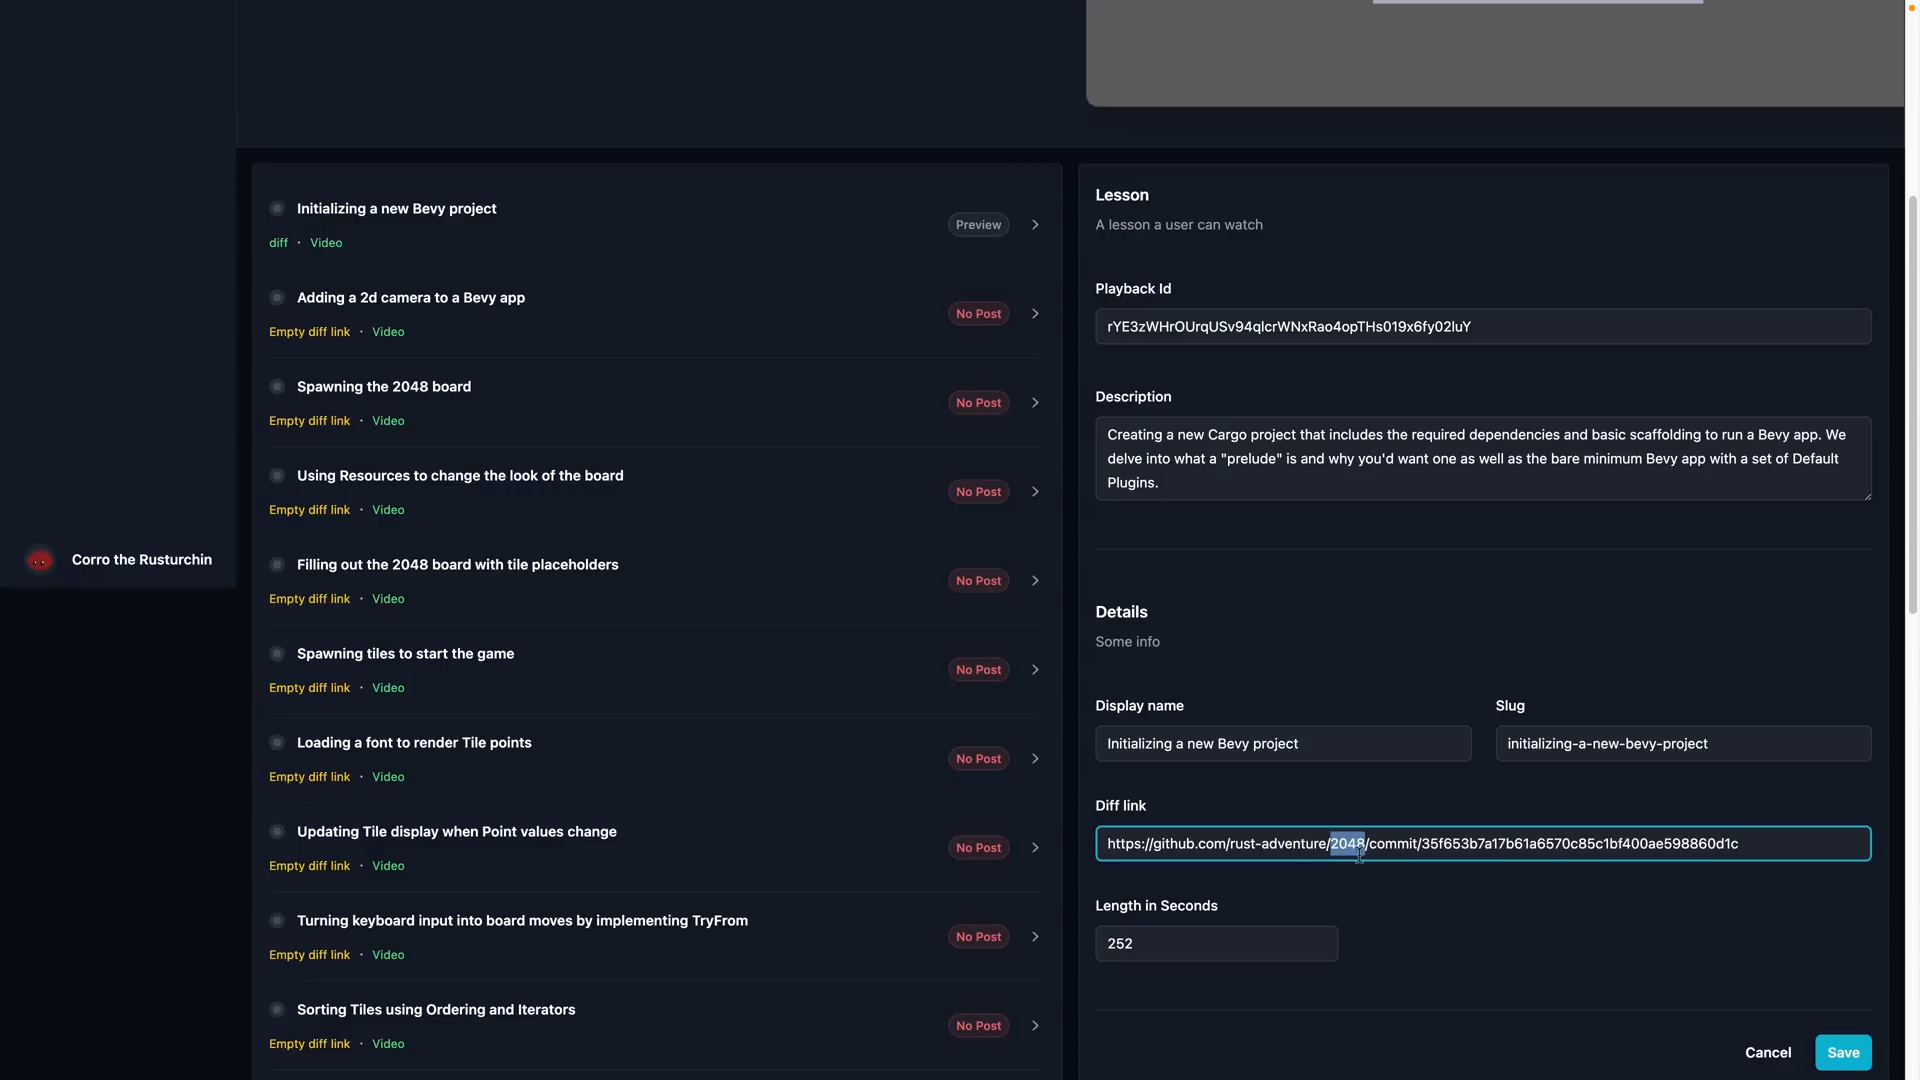 Initializing a new Bevy project
Preview
diff · Video
Adding a 2d camera to a Bevy app
No Post
Empty diff link · Video
Spawning the 2048 board
No Post
Empty diff link · Video
Using Resources to change the look of the board
No Post
Empty diff link · Video
Filling out the 2048 board with tile placeholders
No Post
Empty diff link · Video
Spawning tiles to start the game
No Post
Empty diff link · Video
Loading a font to render Tile points
No Post
Empty diff link · Video
Updating Tile display when Point values change
No Post
Empty diff link · Video
Turning keyboard input into board moves by implementing TryFrom
No Post
Empty diff link · Video
Sorting Tiles using Ordering and Iterators
No Post
Empty diff link · Video
Corro the Rusturchin
Lesson
A lesson a user can watch
Playback Id
rYE3zWHrOUrqUSv94qlcrWNxRao4opTHs019x6fy02luY
Description
Creating a new Cargo project that includes the required dependencies and basic scaffolding to run a Bevy app. We
delve into what a "prelude" is and why you'd want one as well as the bare minimum Bevy app with a set of Default
Plugins.
Details
Some info
Display name
Initializing a new Bevy project
Slug
initializing-a-new-bevy-project
Diff link
https://github.com/rust-adventure/2048/commit/35f653b7a17b61a6570c85c1bf400ae598860d1c
Length in Seconds
252
Cancel
Save